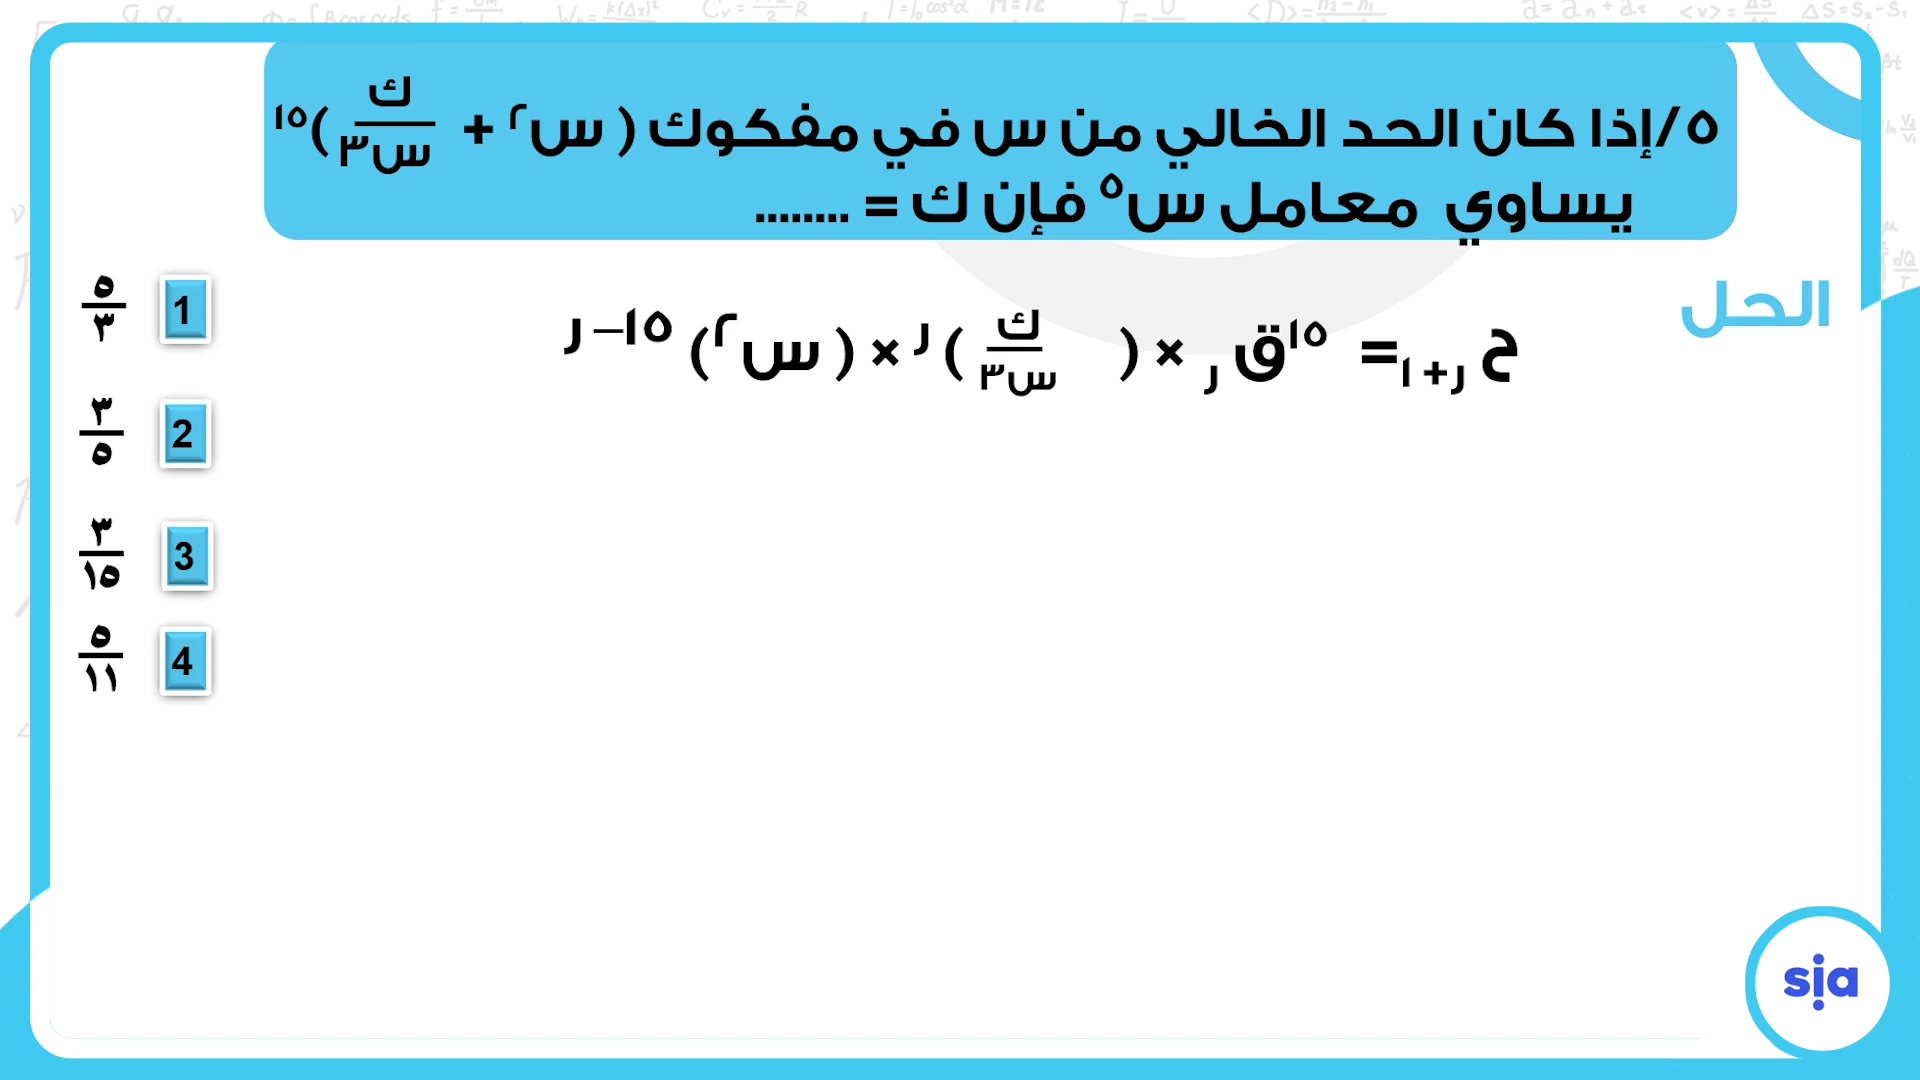 ٥/إذا كان الحد الخالي من س في مفكوك ( س٢ + ك/س٣ )١٥
يساوي معامل س٥ فإن ك = ........
الحل
ح ر+١ = ١٥ق ر × ( ك/س٣ )ر × ( س٢ )١٥–ر
1 ٥/٣
2 ٣/٥
3 ٣/١٥
4 ٥/١١
sia